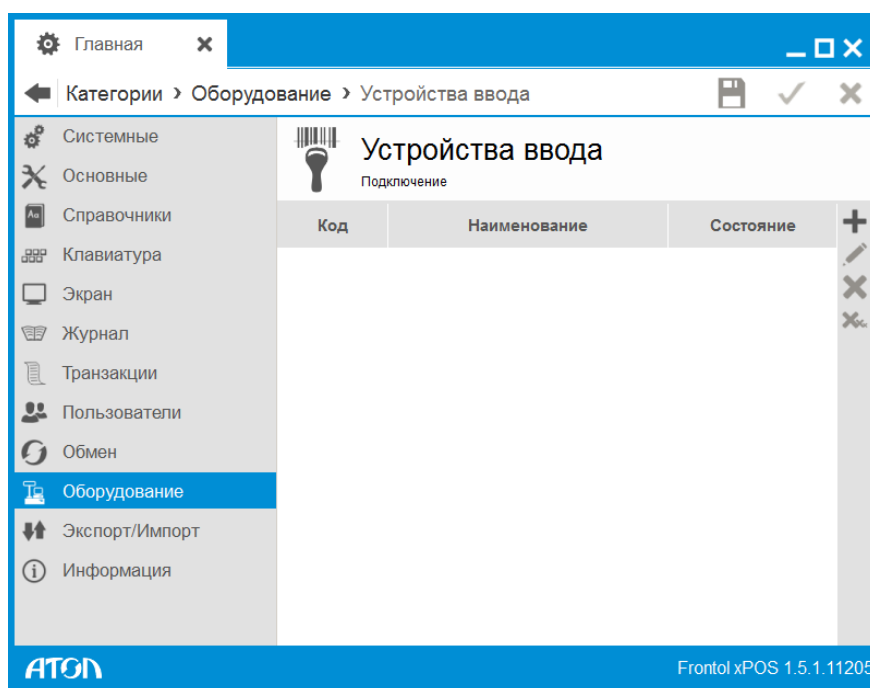 Главная
Категории › Оборудование › Устройства ввода
Системные
Основные
Справочники
Клавиатура
Экран
Журнал
Транзакции
Пользователи
Обмен
Оборудование
Экспорт/Импорт
Информация
Устройства ввода
Подключение
Код Наименование Состояние
АТОЛ Frontol xPOS 1.5.1.11205